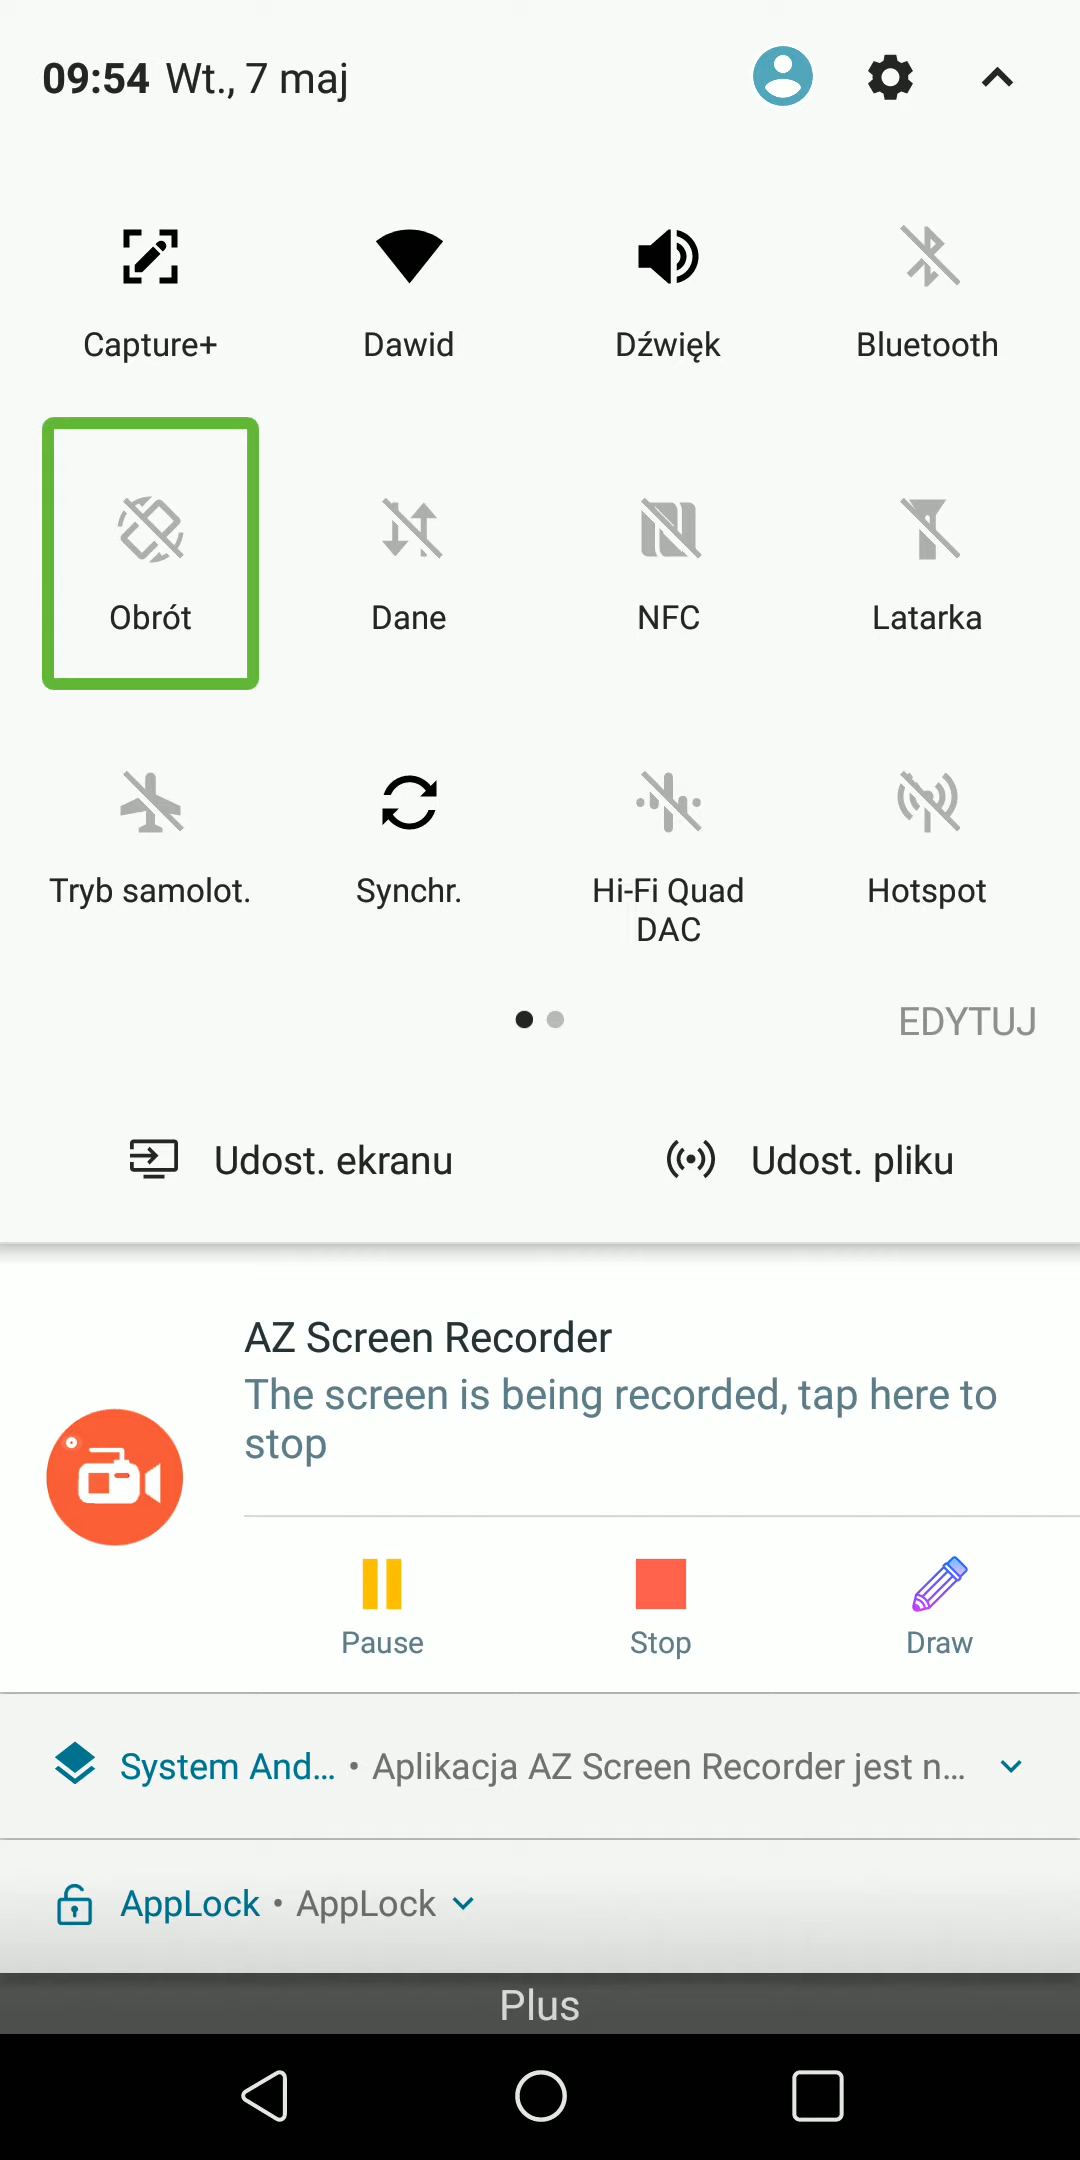 09:54 Wt., 7 maj
Capture+ Dawid Dźwięk Bluetooth
Obrót Dane NFC Latarka
Tryb samolot. Synchr. Hi-Fi Quad DAC Hotspot
EDYTUJ
Udost. ekranu Udost. pliku
AZ Screen Recorder
The screen is being recorded, tap here to
stop
Pause Stop Draw
System And... • Aplikacja AZ Screen Recorder jest n...
AppLock • AppLock
Plus